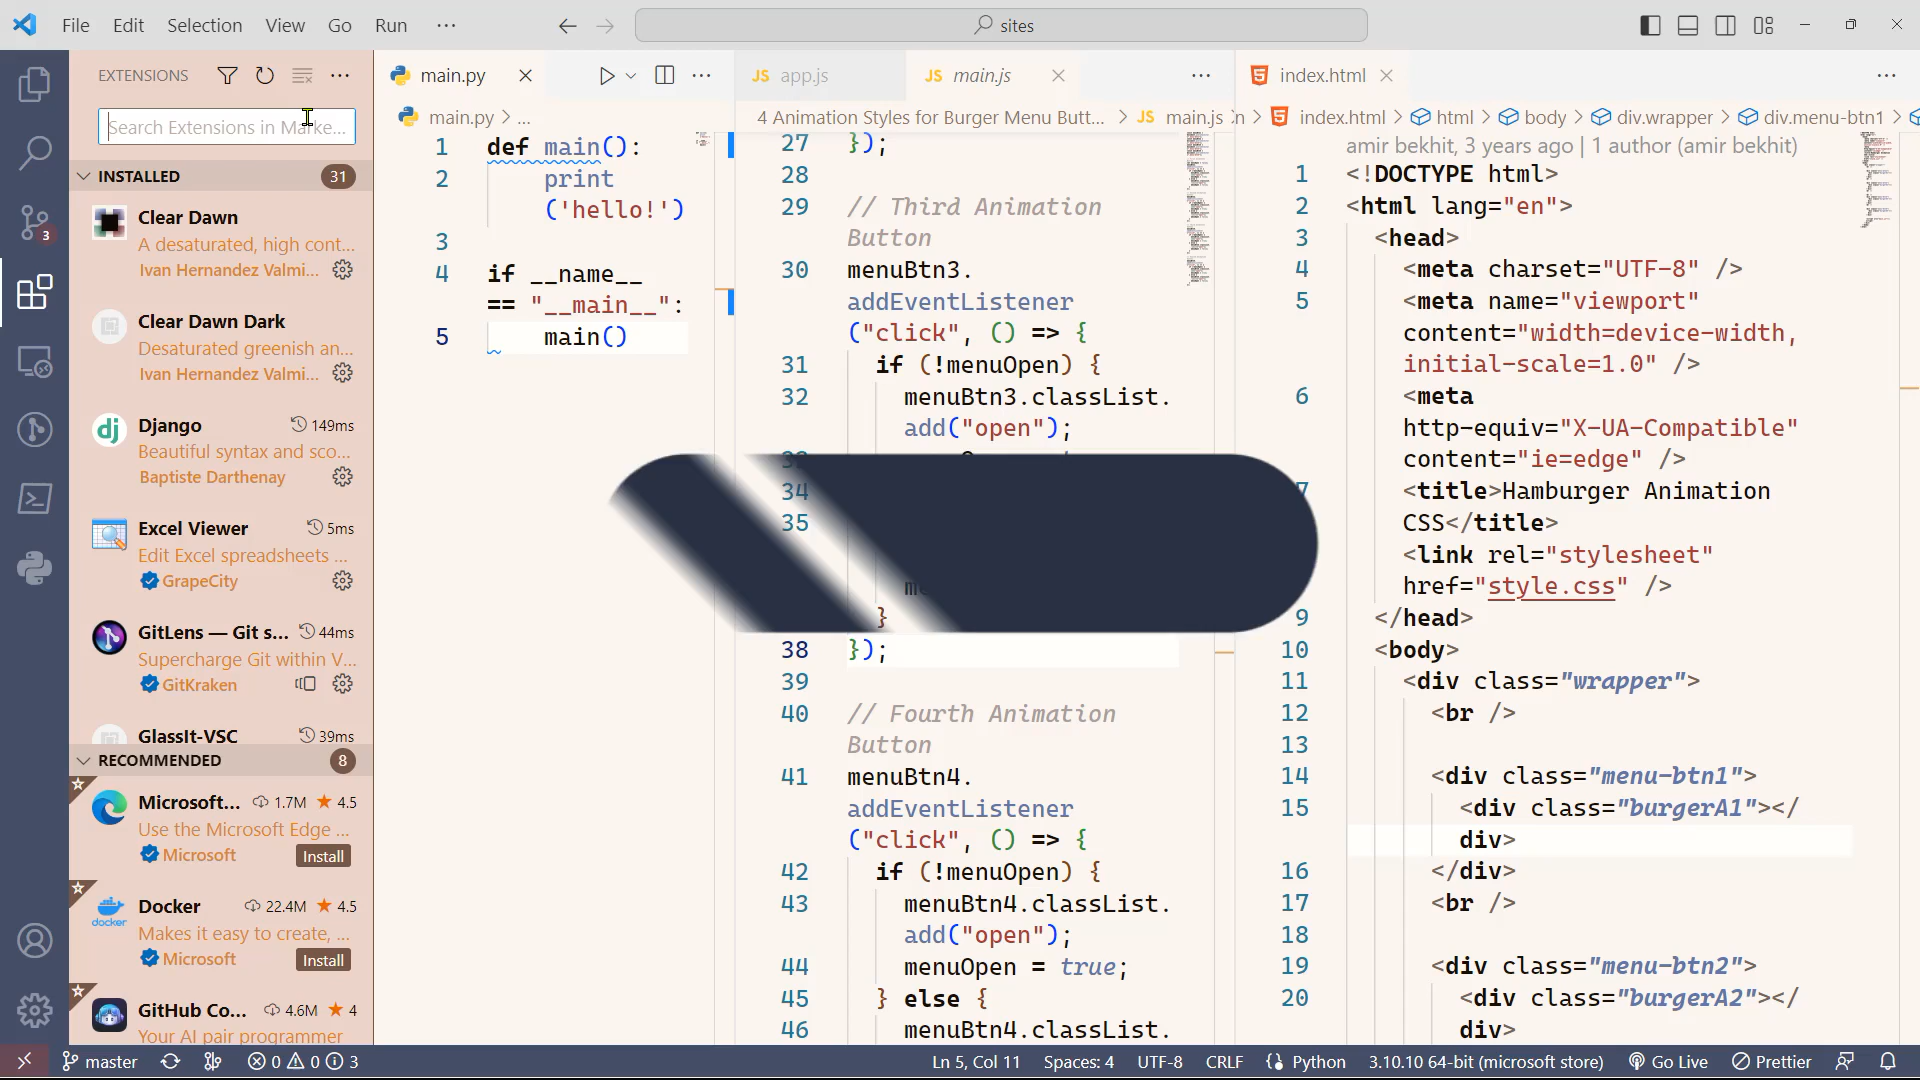 File Edit Selection View Go Run ···
sites
EXTENSIONS
Search Extensions in Marke...
INSTALLED 31
Clear Dawn
A desaturated, high cont...
Ivan Hernandez Valmi...
Clear Dawn Dark
Desaturated greenish an...
Ivan Hernandez Valmi...
Django 149ms
Beautiful syntax and sco...
Baptiste Darthenay
Excel Viewer 5ms
Edit Excel spreadsheets ...
GrapeCity
GitLens — Git s... 44ms
Supercharge Git within V...
GitKraken
GlassIt-VSC 39ms
RECOMMENDED 8
Microsoft... 1.7M ★ 4.5
Use the Microsoft Edge ...
Microsoft Install
Docker 22.4M ★ 4.5
Makes it easy to create, ...
Microsoft Install
GitHub Co... 4.6M ★ 4
Your AI pair programmer
3
dj
docker
main.py
main.py > ...
1 def main():
2 print
('hello!')
3
4 if __name__
== "__main__":
5 main()
JS app.js JS main.js
4 Animation Styles for Burger Menu Butt... > JS main.js
27 });
28
29 // Third Animation
Button
30 menuBtn3.
addEventListener
("click", () => {
31 if (!menuOpen) {
32 menuBtn3.classList.
add("open");
34
35
}
38 });
39
40 // Fourth Animation
Button
41 menuBtn4.
addEventListener
("click", () => {
42 if (!menuOpen) {
43 menuBtn4.classList.
add("open");
44 menuOpen = true;
45 } else {
46 menuBtn4.classList.
index.html
index.html > html > body > div.wrapper > div.menu-btn1 >
amir bekhit, 3 years ago | 1 author (amir bekhit)
1 <!DOCTYPE html>
2 <html lang="en">
3 <head>
4 <meta charset="UTF-8" />
5 <meta name="viewport"
content="width=device-width,
initial-scale=1.0" />
6 <meta
http-equiv="X-UA-Compatible"
content="ie=edge" />
7 <title>Hamburger Animation
CSS</title>
<link rel="stylesheet"
href="style.css" />
9 </head>
10 <body>
11 <div class="wrapper">
12 <br />
13
14 <div class="menu-btn1">
15 <div class="burgerA1"></
div>
16 </div>
17 <br />
18
19 <div class="menu-btn2">
20 <div class="burgerA2"></
div>
master 0 0 3 Ln 5, Col 11 Spaces: 4 UTF-8 CRLF Python 3.10.10 64-bit (microsoft store) Go Live Prettier